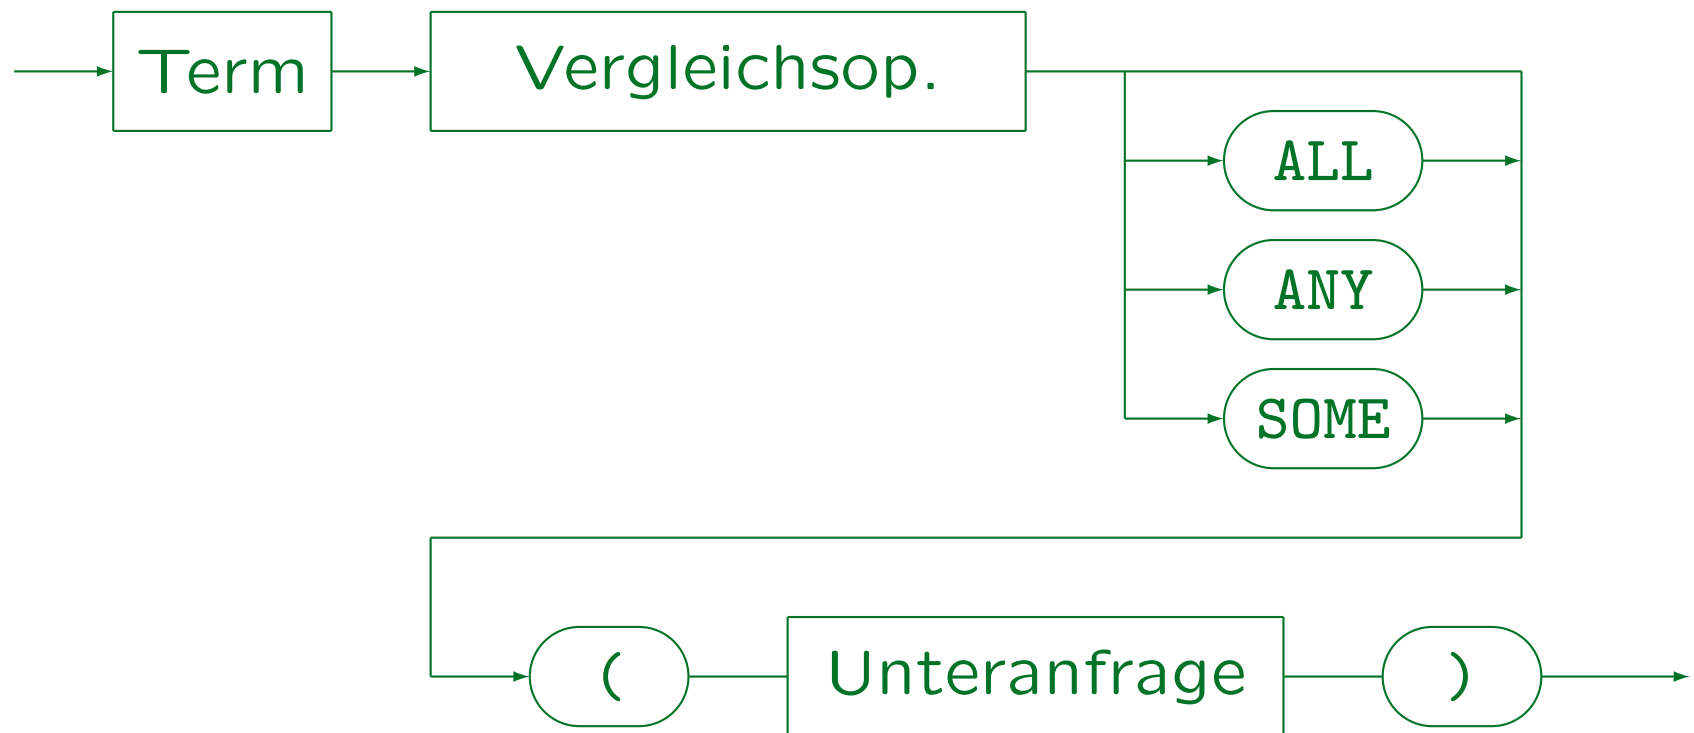 Term Vergleichsop.
ALL
ANY
SOME
( Unteranfrage )